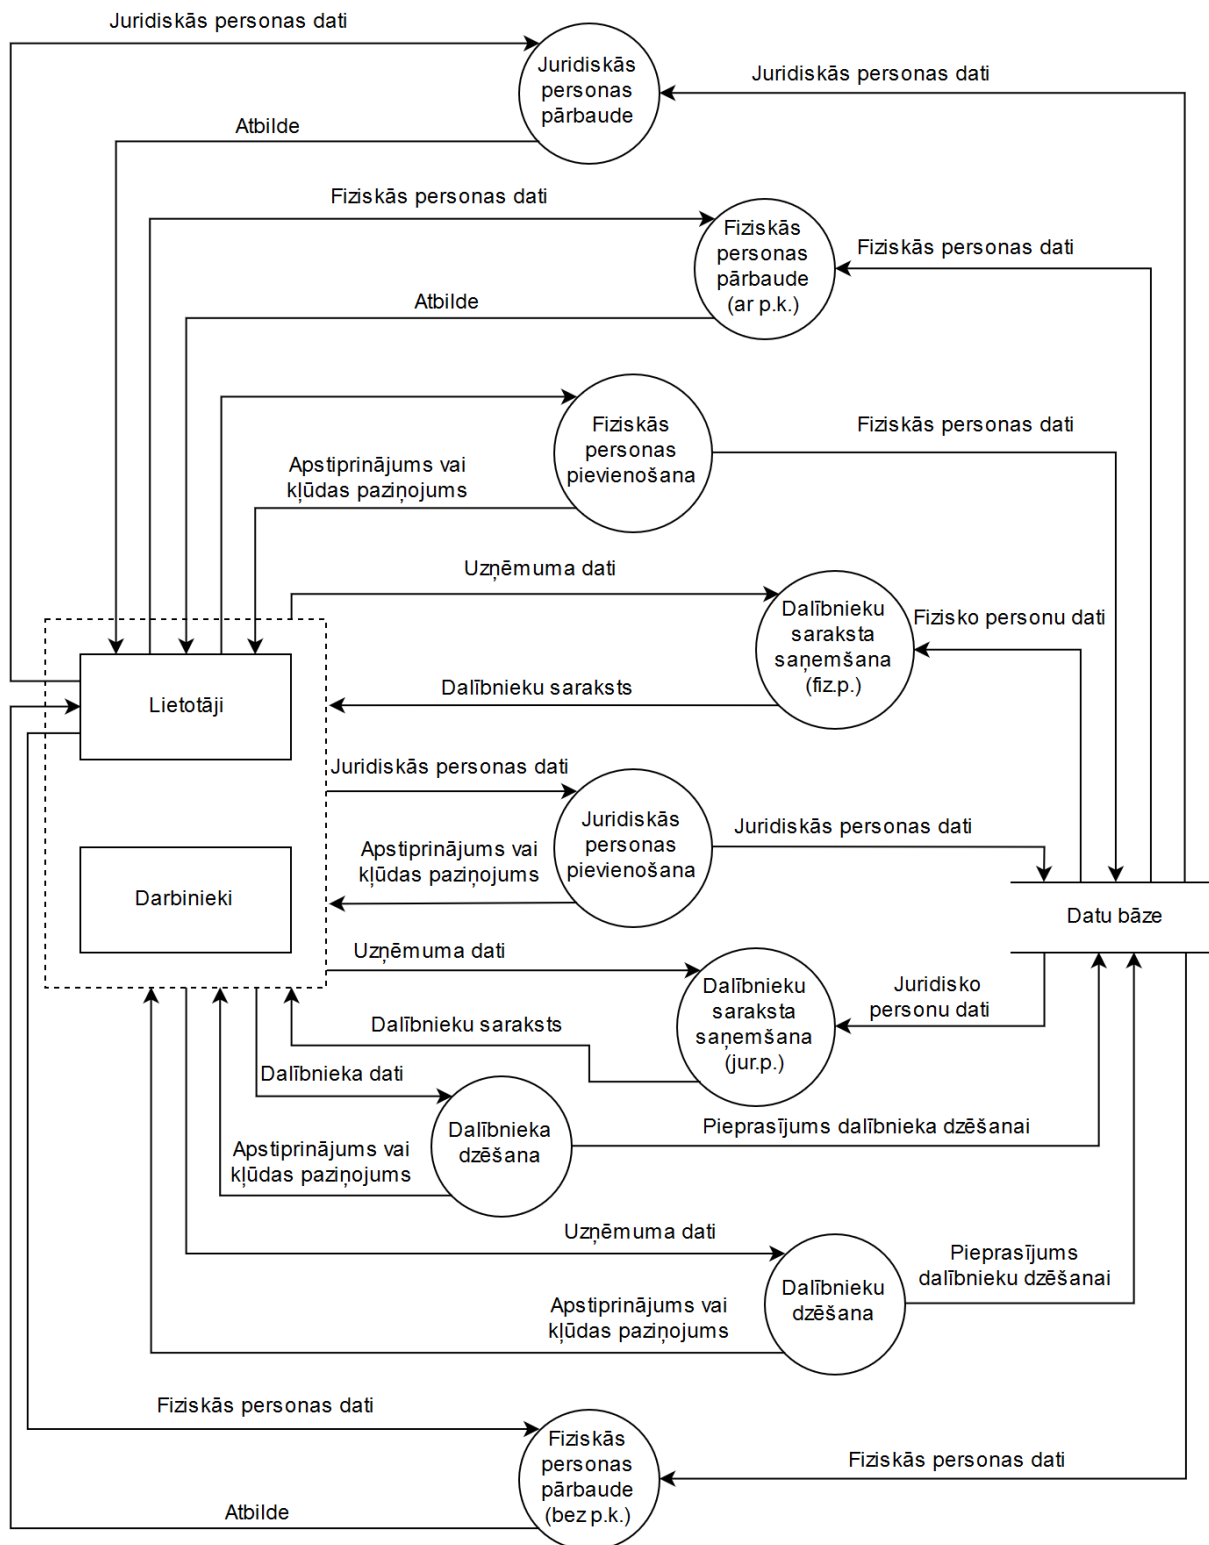 Juridiskās personas dati
Juridiskās
personas
pārbaude
Juridiskās personas dati
Atbilde
Fiziskās personas dati
Fiziskās
personas
pārbaude
(ar p.k.)
Fiziskās personas dati
Atbilde
Fiziskās
personas
pievienošana
Fiziskās personas dati
Apstiprinājums vai
kļūdas paziņojums
Uzņēmuma dati
Dalībnieku
saraksta
saņemšana
(fiz.p.)
Fizisko personu dati
Dalībnieku saraksts
Lietotāji
Juridiskās personas dati
Juridiskās
personas
pievienošana
Juridiskās personas dati
Apstiprinājums vai
kļūdas paziņojums
Darbinieki
Datu bāze
Uzņēmuma dati
Dalībnieku
saraksta
saņemšana
(jur.p.)
Juridisko
personu dati
Dalībnieku saraksts
Dalībnieka dati
Dalībnieka
dzēšana
Pieprasījums dalībnieka dzēšanai
Apstiprinājums vai
kļūdas paziņojums
Uzņēmuma dati
Dalībnieku
dzēšana
Pieprasījums
dalībnieku dzēšanai
Apstiprinājums vai
kļūdas paziņojums
Fiziskās personas dati
Fiziskās
personas
pārbaude
(bez p.k.)
Fiziskās personas dati
Atbilde